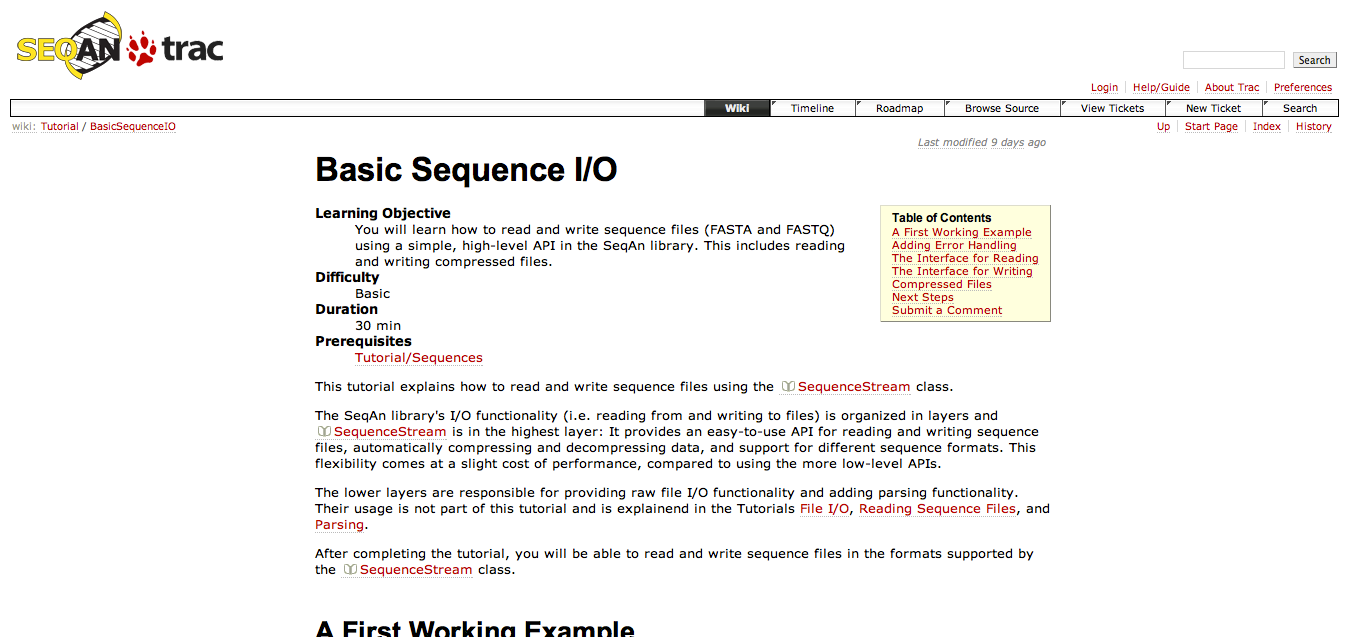 SEQAN trac
Search
Login Help/Guide About Trac Preferences
Wiki Timeline Roadmap Browse Source View Tickets New Ticket Search
wiki: Tutorial / BasicSequenceIO
Up Start Page Index History
Last modified 9 days ago
Basic Sequence I/O
Learning Objective
You will learn how to read and write sequence files (FASTA and FASTQ)
using a simple, high-level API in the SeqAn library. This includes reading
and writing compressed files.
Difficulty
Basic
Duration
30 min
Prerequisites
Tutorial/Sequences
Table of Contents
A First Working Example
Adding Error Handling
The Interface for Reading
The Interface for Writing
Compressed Files
Next Steps
Submit a Comment
This tutorial explains how to read and write sequence files using the SequenceStream class.
The SeqAn library's I/O functionality (i.e. reading from and writing to files) is organized in layers and
SequenceStream is in the highest layer: It provides an easy-to-use API for reading and writing sequence
files, automatically compressing and decompressing data, and support for different sequence formats. This
flexibility comes at a slight cost of performance, compared to using the more low-level APIs.
The lower layers are responsible for providing raw file I/O functionality and adding parsing functionality.
Their usage is not part of this tutorial and is explainend in the Tutorials File I/O, Reading Sequence Files, and
Parsing.
After completing the tutorial, you will be able to read and write sequence files in the formats supported by
the SequenceStream class.
A First Working Example